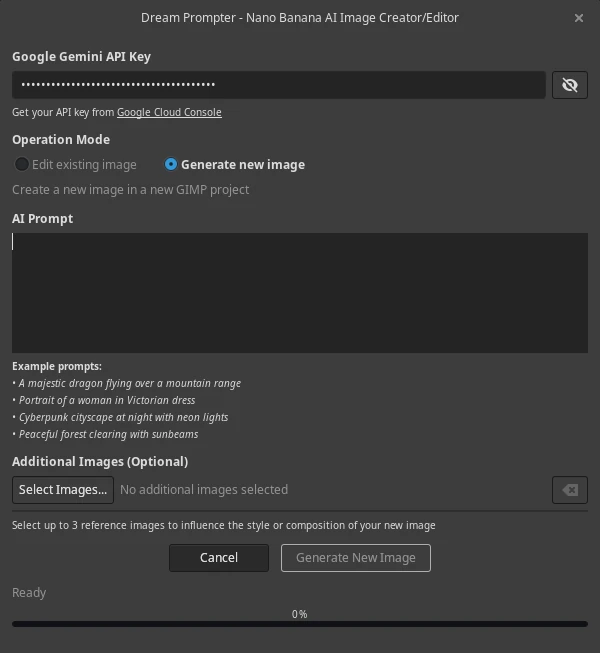 Dream Prompter - Nano Banana AI Image Creator/Editor
Google Gemini API Key
•••••••••••••••••••••••••••••••••••••••
Get your API key from Google Cloud Console
Operation Mode
Edit existing image Generate new image
Create a new image in a new GIMP project
AI Prompt
Example prompts:
• A majestic dragon flying over a mountain range
• Portrait of a woman in Victorian dress
• Cyberpunk cityscape at night with neon lights
• Peaceful forest clearing with sunbeams
Additional Images (Optional)
Select Images... No additional images selected
Select up to 3 reference images to influence the style or composition of your new image
Cancel Generate New Image
Ready
0%